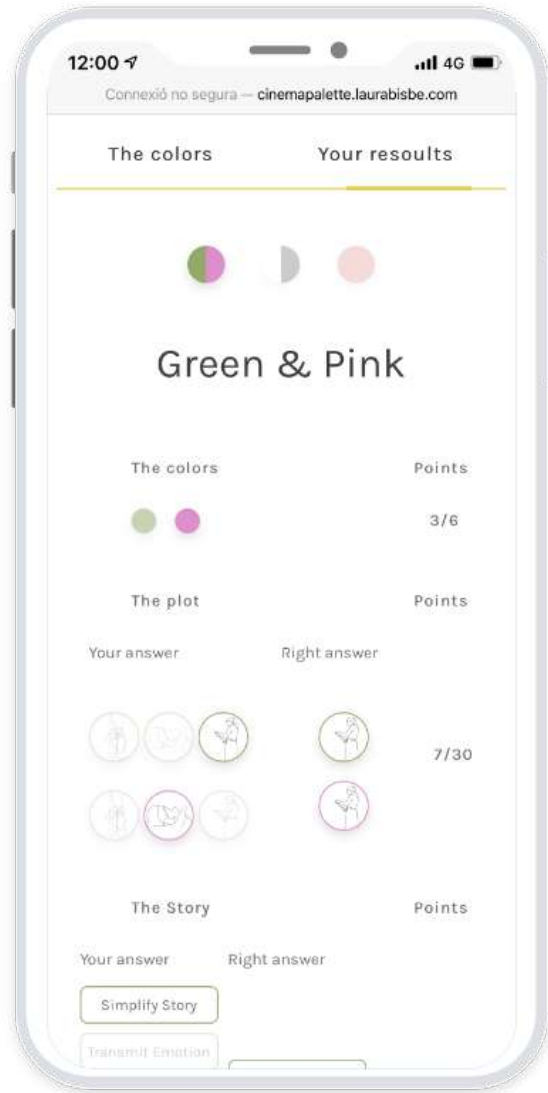 12:00 4G
Connexió no segura — cinemapalette.laurabisbe.com
The colors Your resoults
Green & Pink
The colors Points
3/6
The plot Points
Your answer Right answer
7/30
The Story Points
Your answer Right answer
Simplify Story
Transmit Emotion